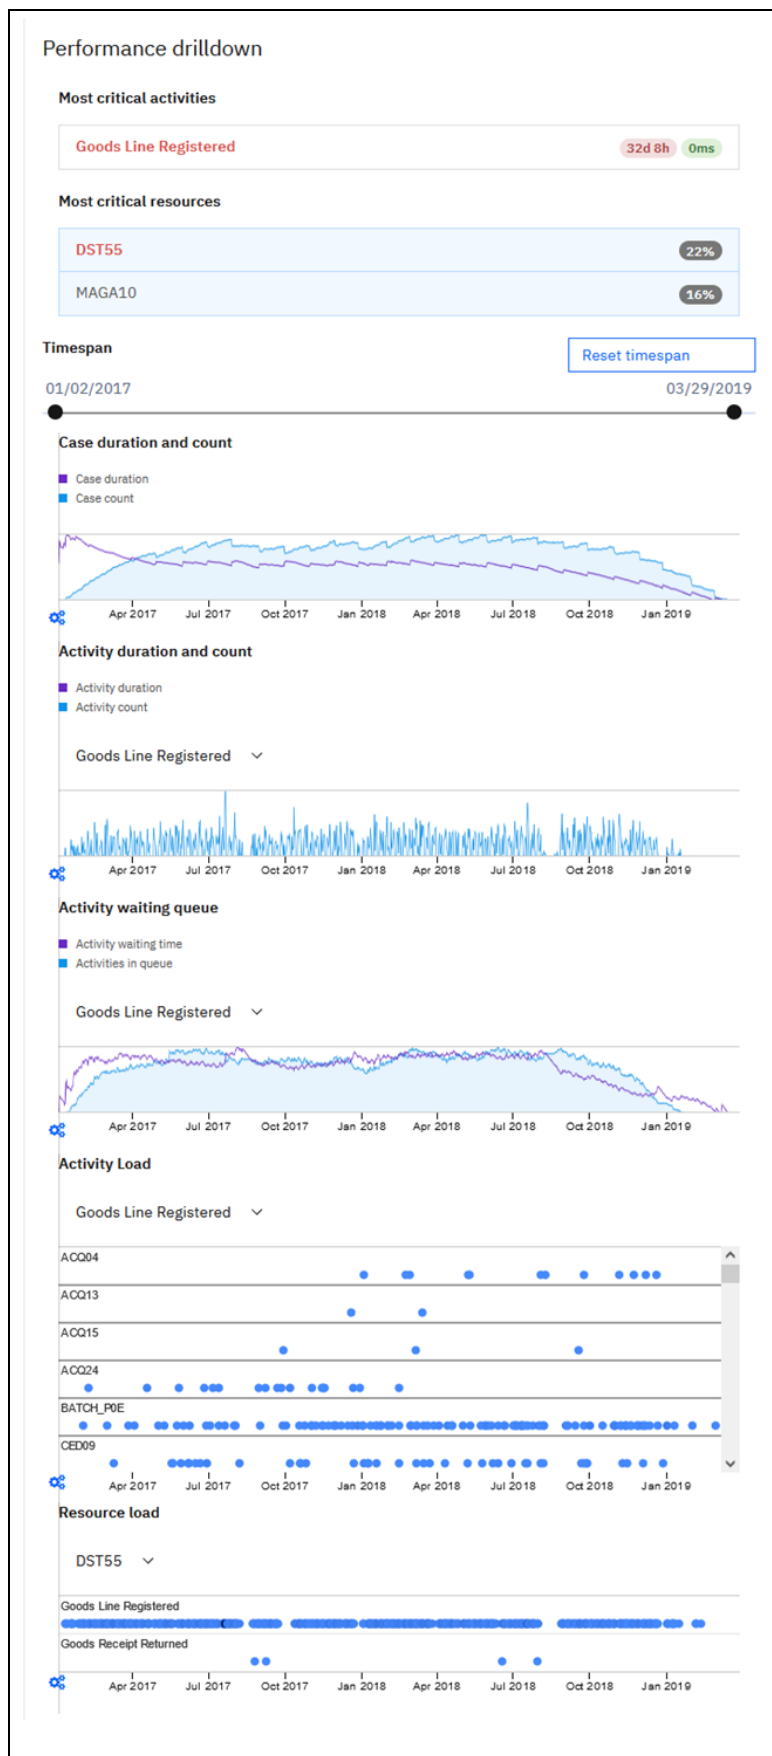 Performance drilldown
Most critical activities
Goods Line Registered 32d 8h 0ms
Most critical resources
DST55 22%
MAGA10 16%
Timespan Reset timespan
01/02/2017 03/29/2019
Case duration and count
Case duration
Case count
Apr 2017 Jul 2017 Oct 2017 Jan 2018 Apr 2018 Jul 2018 Oct 2018 Jan 2019
Activity duration and count
Activity duration
Activity count
Goods Line Registered
Apr 2017 Jul 2017 Oct 2017 Jan 2018 Apr 2018 Jul 2018 Oct 2018 Jan 2019
Activity waiting queue
Activity waiting time
Activities in queue
Goods Line Registered
Apr 2017 Jul 2017 Oct 2017 Jan 2018 Apr 2018 Jul 2018 Oct 2018 Jan 2019
Activity Load
Goods Line Registered
ACQ04
ACQ13
ACQ15
ACQ24
BATCH_P0E
CED09
Apr 2017 Jul 2017 Oct 2017 Jan 2018 Apr 2018 Jul 2018 Oct 2018 Jan 2019
Resource load
DST55
Goods Line Registered
Goods Receipt Returned
Apr 2017 Jul 2017 Oct 2017 Jan 2018 Apr 2018 Jul 2018 Oct 2018 Jan 2019